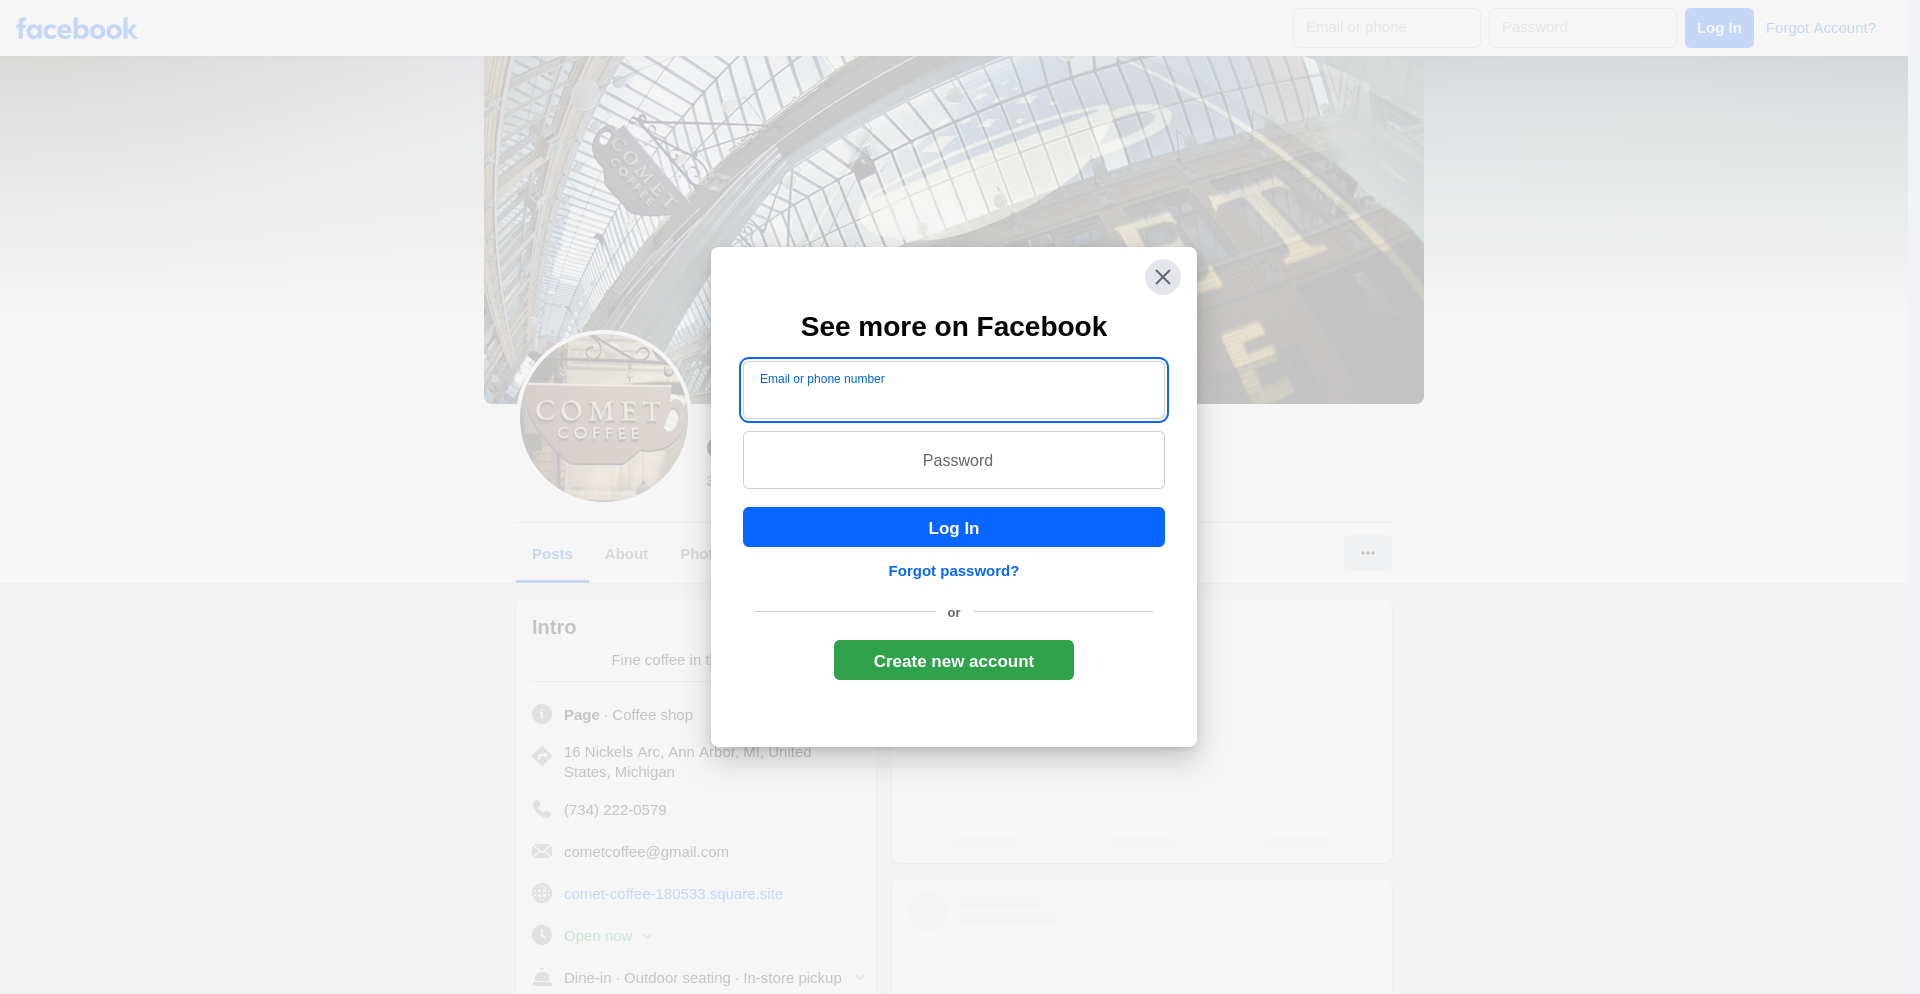 facebook
Email or phone
Password
Log In
Forgot Account?
COMET
COFFEE
E T
E
See more on Facebook
Email or phone number
Password
Log In
Forgot password?
or
Create new account
COMET
COFFEE
Posts
About
Intro
Fine coffee in
Page · Coffee shop
16 Nickels Arc, Ann Arbor, MI, United
States, Michigan
(734) 222-0579
cometcoffee@gmail.com
comet-coffee-180533.square.site
Open now
Dine-in · Outdoor seating · In-store pickup